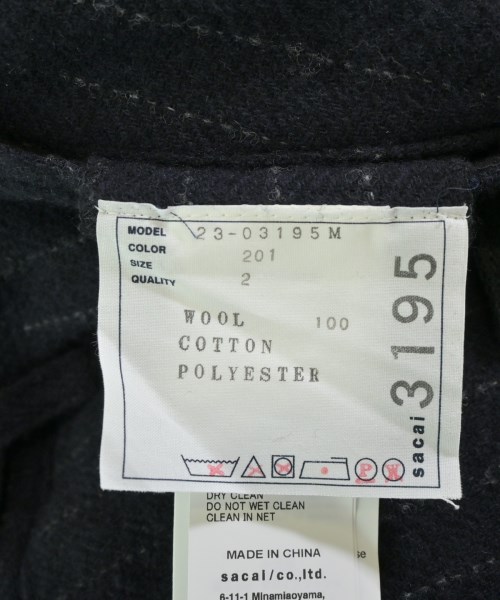 MODEL 23-03195M
COLOR 201
SIZE 2
QUALITY
WOOL 100
COTTON
POLYESTER
sacai 3195
P W
DRY CLEAN
DO NOT WET CLEAN
CLEAN IN NET
MADE IN CHINA
se
sacai/co.,ltd.
6-11-1 Minamiaoyama,